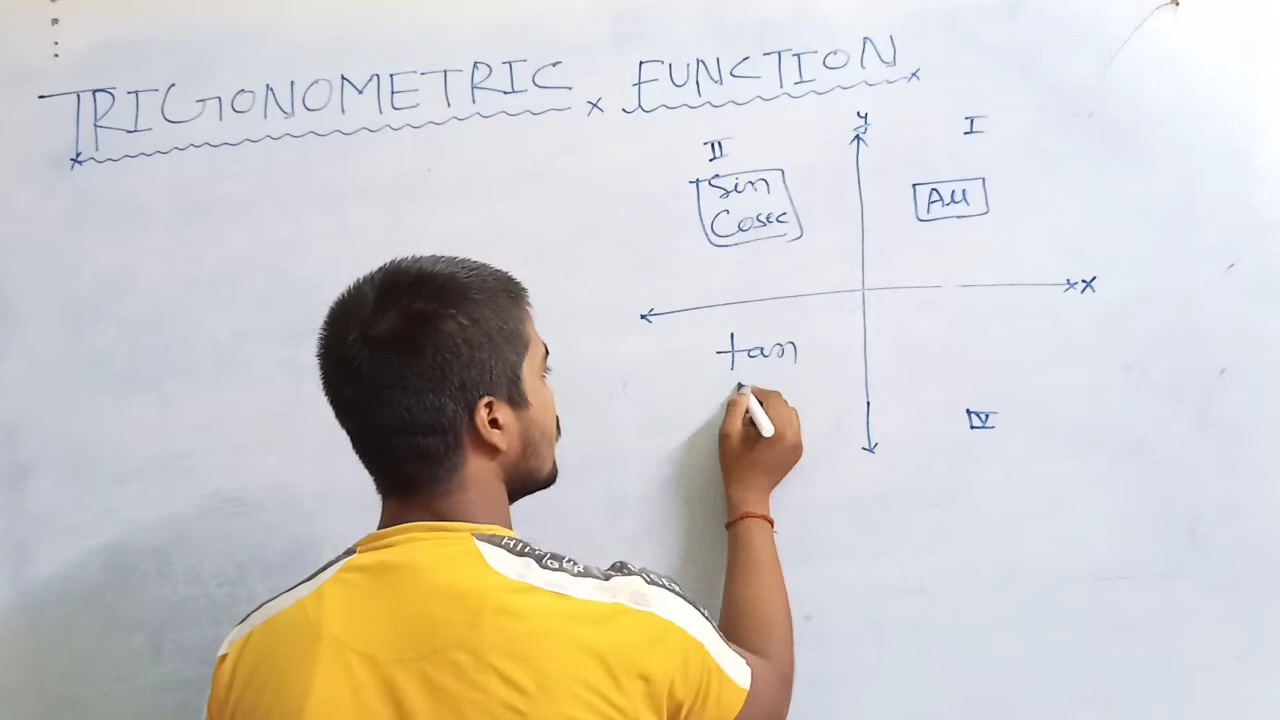 TRIGONOMETRIC FUNCTION
y
I
II
Sin
Cosec
All
X
tan
IV